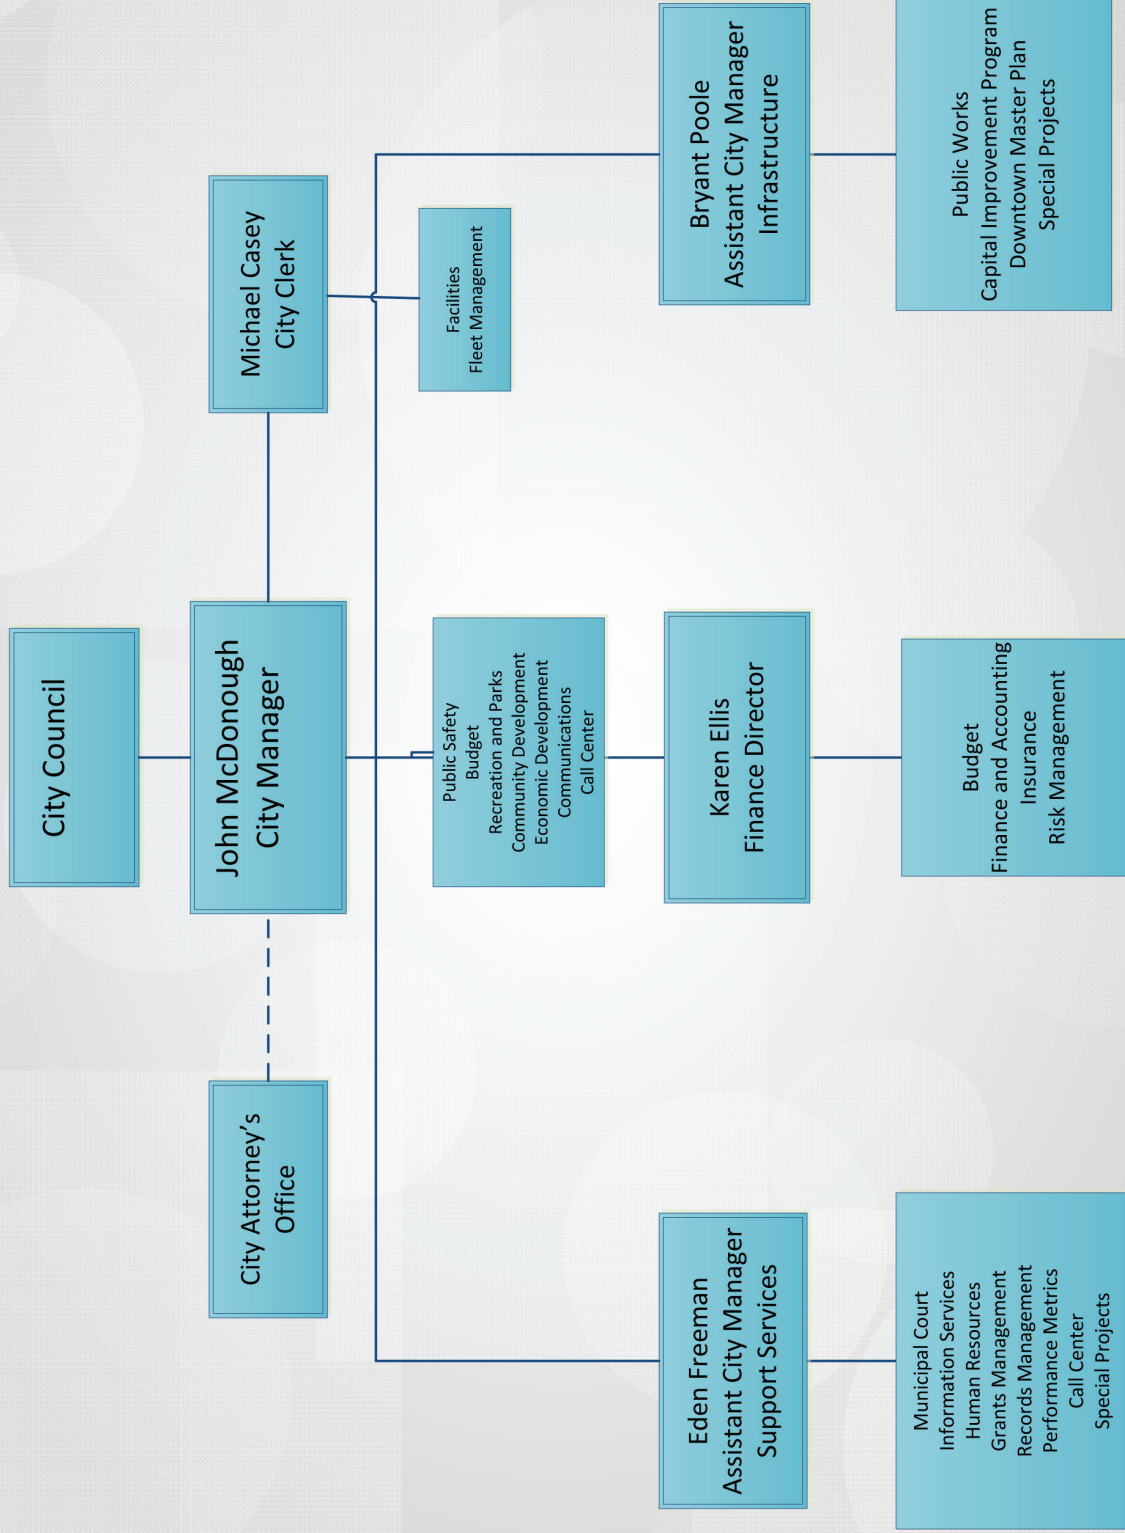 City Council
City Attorney's
Office
John McDonough
City Manager
Michael Casey
City Clerk
Facilities
Fleet Management
Public Safety
Budget
Recreation and Parks
Community Development
Economic Development
Communications
Call Center
Eden Freeman
Assistant City Manager
Support Services
Karen Ellis
Finance Director
Bryant Poole
Assistant City Manager
Infrastructure
Municipal Court
Information Services
Human Resources
Grants Management
Records Management
Performance Metrics
Call Center
Special Projects
Budget
Finance and Accounting
Insurance
Risk Management
Public Works
Capital Improvement Program
Downtown Master Plan
Special Projects